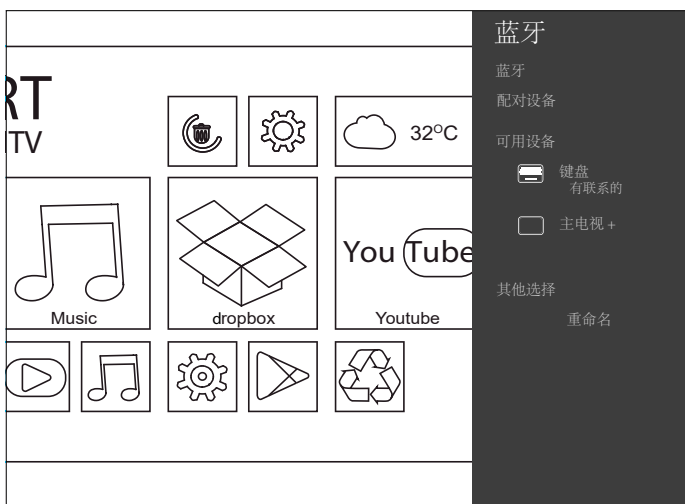 RT
ITV
32°C
Music
dropbox
You Tube
Youtube
蓝牙
蓝牙
配对设备
可用设备
键盘
有联系的
主电视 +
其他选择
重命名